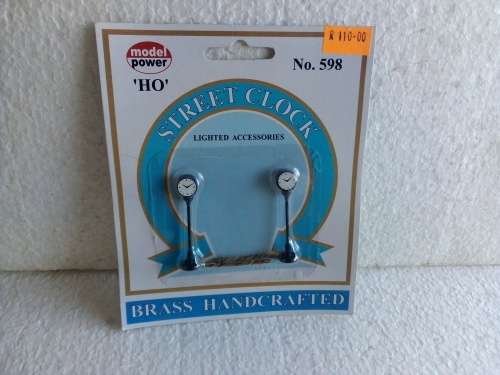 R 110-00
model
power
No. 598
'HO'
STREET CLOCK
LIGHTED ACCESSORIES
BRASS HANDCRAFTED